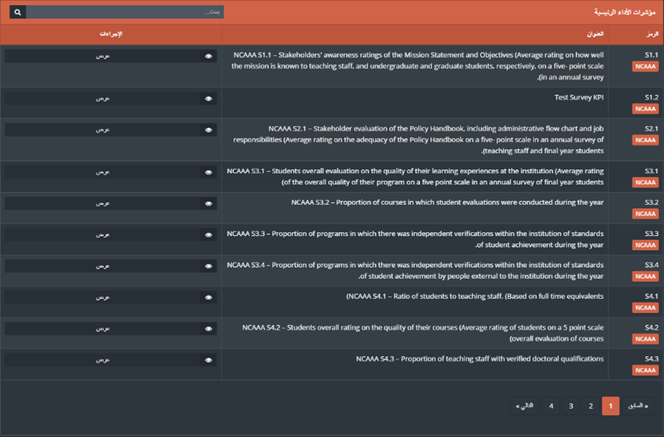 مؤشرات الأداء الرئيسية
بحث...
الرمز العنوان الإجراءات
S1.1 NCAAA S1.1 – Stakeholders' awareness ratings of the Mission Statement and Objectives (Average rating on how well
NCAAA the mission is known to teaching staff, and undergraduate and graduate students, respectively, on a five- point scale
.(in an annual survey
عرض
S1.2 Test Survey KPI
NCAAA
عرض
S2.1 NCAAA S2.1 – Stakeholder evaluation of the Policy Handbook, including administrative flow chart and job
NCAAA responsibilities (Average rating on the adequacy of the Policy Handbook on a five- point scale in an annual survey of
.(teaching staff and final year students
عرض
S3.1 NCAAA S3.1 – Students overall evaluation on the quality of their learning experiences at the institution (Average rating
NCAAA (of the overall quality of their program on a five point scale in an annual survey of final year students
عرض
S3.2 NCAAA S3.2 – Proportion of courses in which student evaluations were conducted during the year
NCAAA
عرض
S3.3 NCAAA S3.3 – Proportion of programs in which there was independent verifications within the institution of standards
NCAAA .of student achievement during the year
عرض
S3.4 NCAAA S3.4 – Proportion of programs in which there was independent verifications within the institution of standards
NCAAA .of student achievement by people external to the institution during the year
عرض
S4.1 (NCAAA S4.1 – Ratio of students to teaching staff. (Based on full time equivalents
NCAAA
عرض
S4.2 NCAAA S4.2 – Students overall rating on the quality of their courses (Average rating of students on a 5 point scale
NCAAA (overall evaluation of courses
عرض
S4.3 NCAAA S4.3 – Proportion of teaching staff with verified doctoral qualifications
NCAAA
عرض
« السابق 1 2 3 4 التالي »